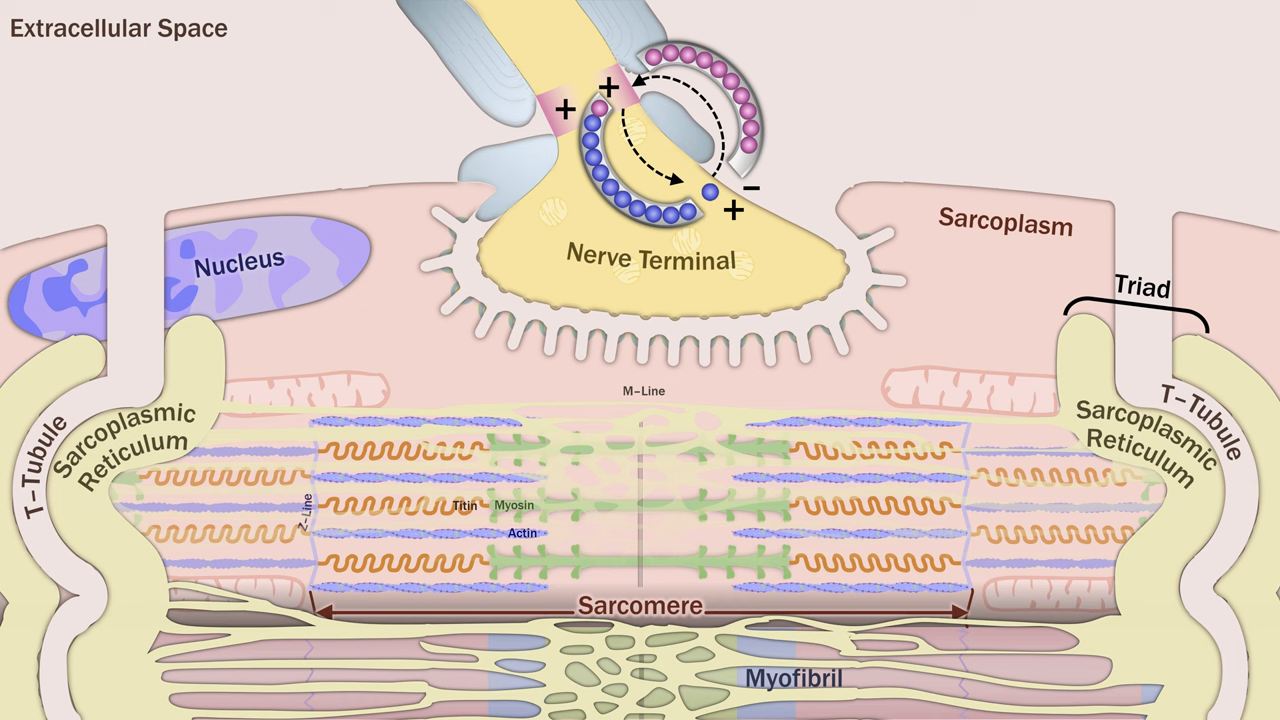 Extracellular Space
+
+
−
+
Nerve Terminal
Nucleus
Sarcoplasm
Triad
M–Line
T–Tubule
Sarcoplasmic
Reticulum
Sarcoplasmic
Reticulum
T–Tubule
Z–Line
Titin
Myosin
Actin
Sarcomere
Myofibril